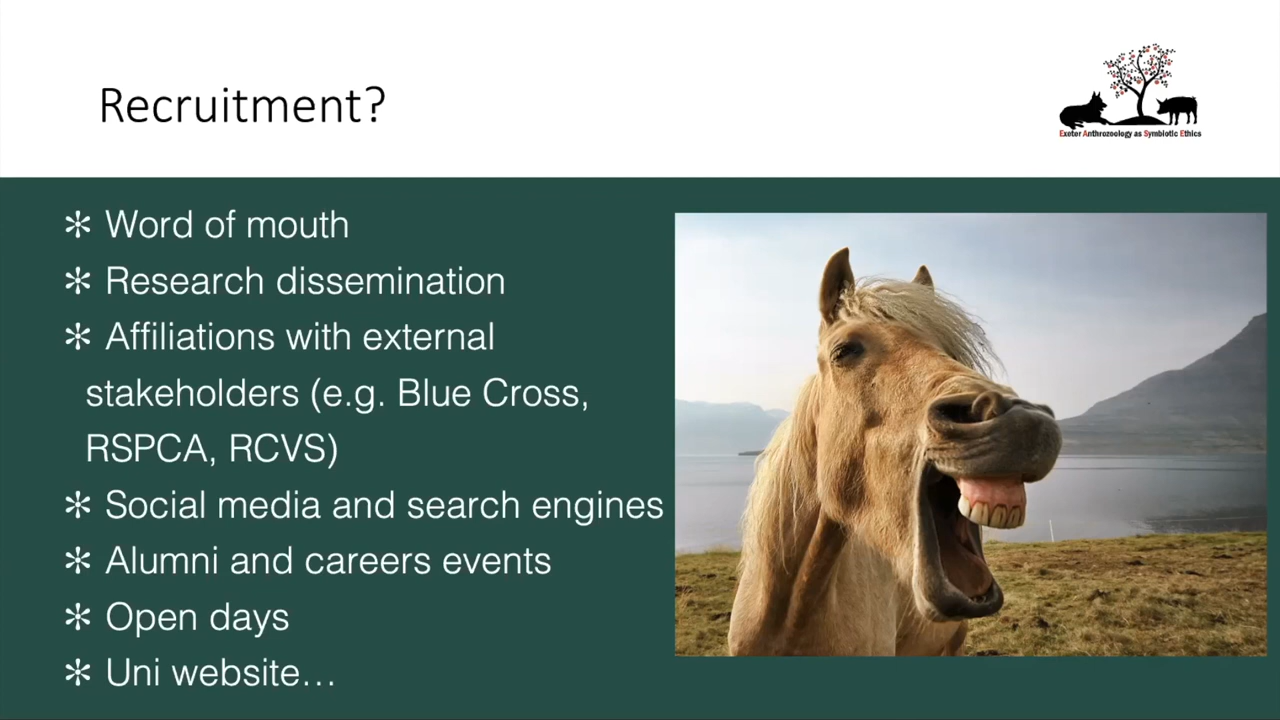 Recruitment?
Exeter Anthrozoology as Symbiotic Ethics
✻ Word of mouth
✻ Research dissemination
✻ Affiliations with external
stakeholders (e.g. Blue Cross,
RSPCA, RCVS)
✻ Social media and search engines
✻ Alumni and careers events
✻ Open days
✻ Uni website…